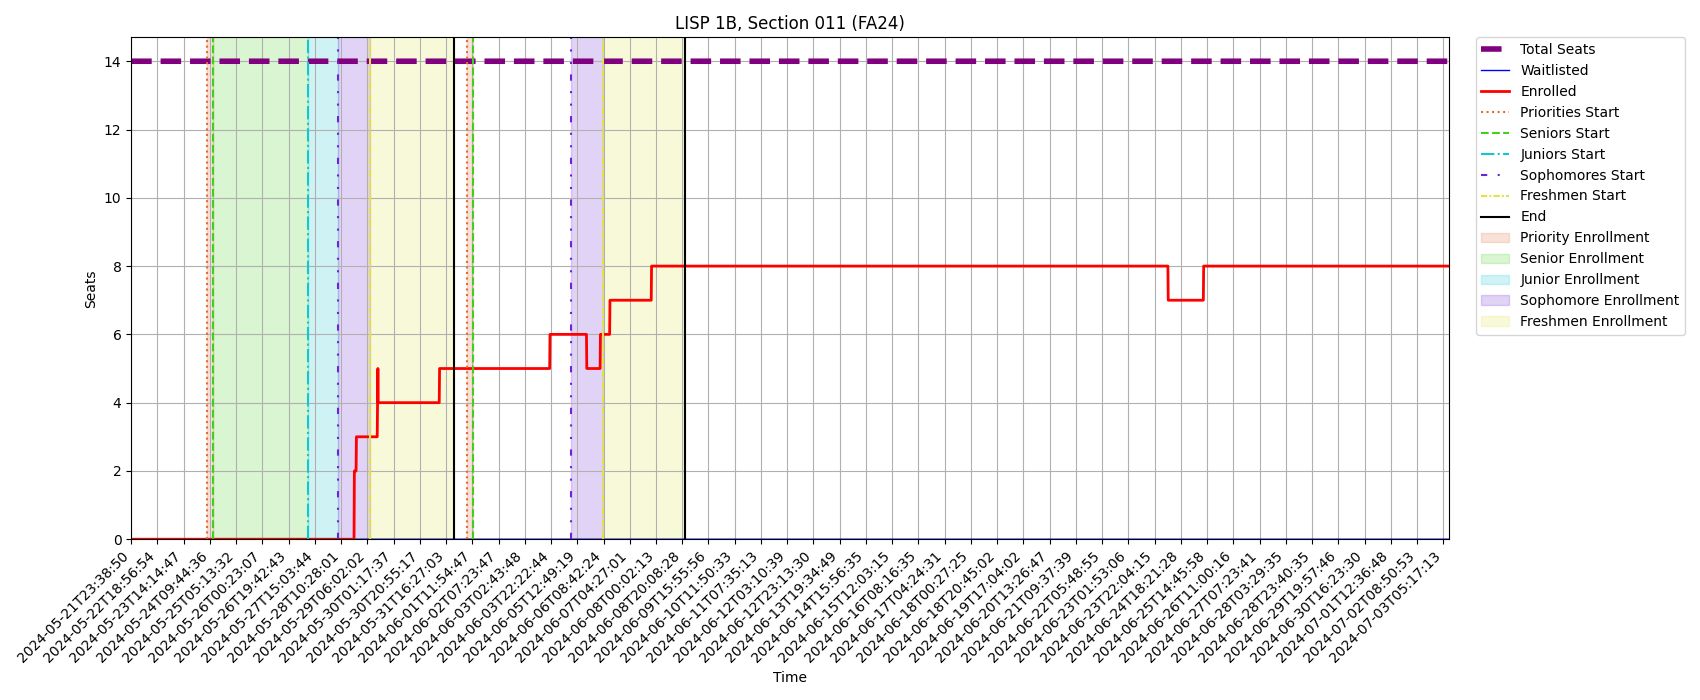 LISP 1B, Section 011 (FA24)
Seats
14
12
10
8
6
4
2
0
2024-05-21T23:38:50
2024-05-22T18:56:54
2024-05-23T14:14:47
2024-05-24T09:44:36
2024-05-25T05:13:32
2024-05-26T00:23:07
2024-05-26T19:42:43
2024-05-27T15:03:44
2024-05-28T10:28:01
2024-05-29T06:02:02
2024-05-30T01:17:37
2024-05-30T20:55:17
2024-05-31T16:27:03
2024-06-01T11:54:47
2024-06-02T07:23:47
2024-06-03T02:43:48
2024-06-03T22:22:44
2024-06-05T12:49:19
2024-06-06T08:42:24
2024-06-07T04:27:01
2024-06-08T00:02:13
2024-06-08T20:08:28
2024-06-09T15:55:56
2024-06-10T11:50:33
2024-06-11T07:35:13
2024-06-12T03:10:39
2024-06-12T23:13:30
2024-06-13T19:34:49
2024-06-14T15:56:35
2024-06-15T12:03:15
2024-06-16T08:16:35
2024-06-17T04:24:31
2024-06-18T00:27:25
2024-06-18T20:45:02
2024-06-19T17:04:02
2024-06-20T13:26:47
2024-06-21T09:37:39
2024-06-22T05:48:55
2024-06-23T01:53:06
2024-06-23T22:04:15
2024-06-24T18:21:28
2024-06-25T14:45:58
2024-06-26T11:00:16
2024-06-27T07:23:41
2024-06-28T03:29:35
2024-06-28T23:40:35
2024-06-29T19:57:46
2024-06-30T16:23:30
2024-07-01T12:36:48
2024-07-02T08:50:53
2024-07-03T05:17:13
Time
Total Seats
Waitlisted
Enrolled
Priorities Start
Seniors Start
Juniors Start
Sophomores Start
Freshmen Start
End
Priority Enrollment
Senior Enrollment
Junior Enrollment
Sophomore Enrollment
Freshmen Enrollment